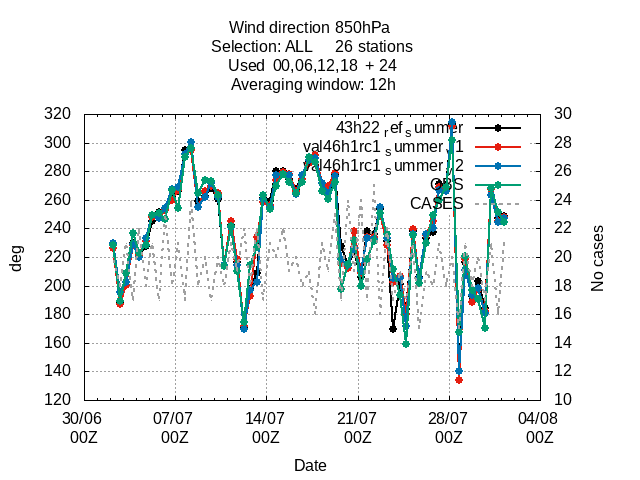 Wind direction 850hPa
Selection: ALL 26 stations
Used 00,06,12,18 + 24
Averaging window: 12h
320 30
300 28
280 26
260 24
240 22
220 20
200 18
180 16
160 14
140 12
120 10
43h22 ref summer
val46h1rc1 summer v1
val46h1rc1 summer v2
OBS
CASES
deg
No cases
30/06 07/07 14/07 21/07 28/07 04/08
00Z 00Z 00Z 00Z 00Z 00Z
Date